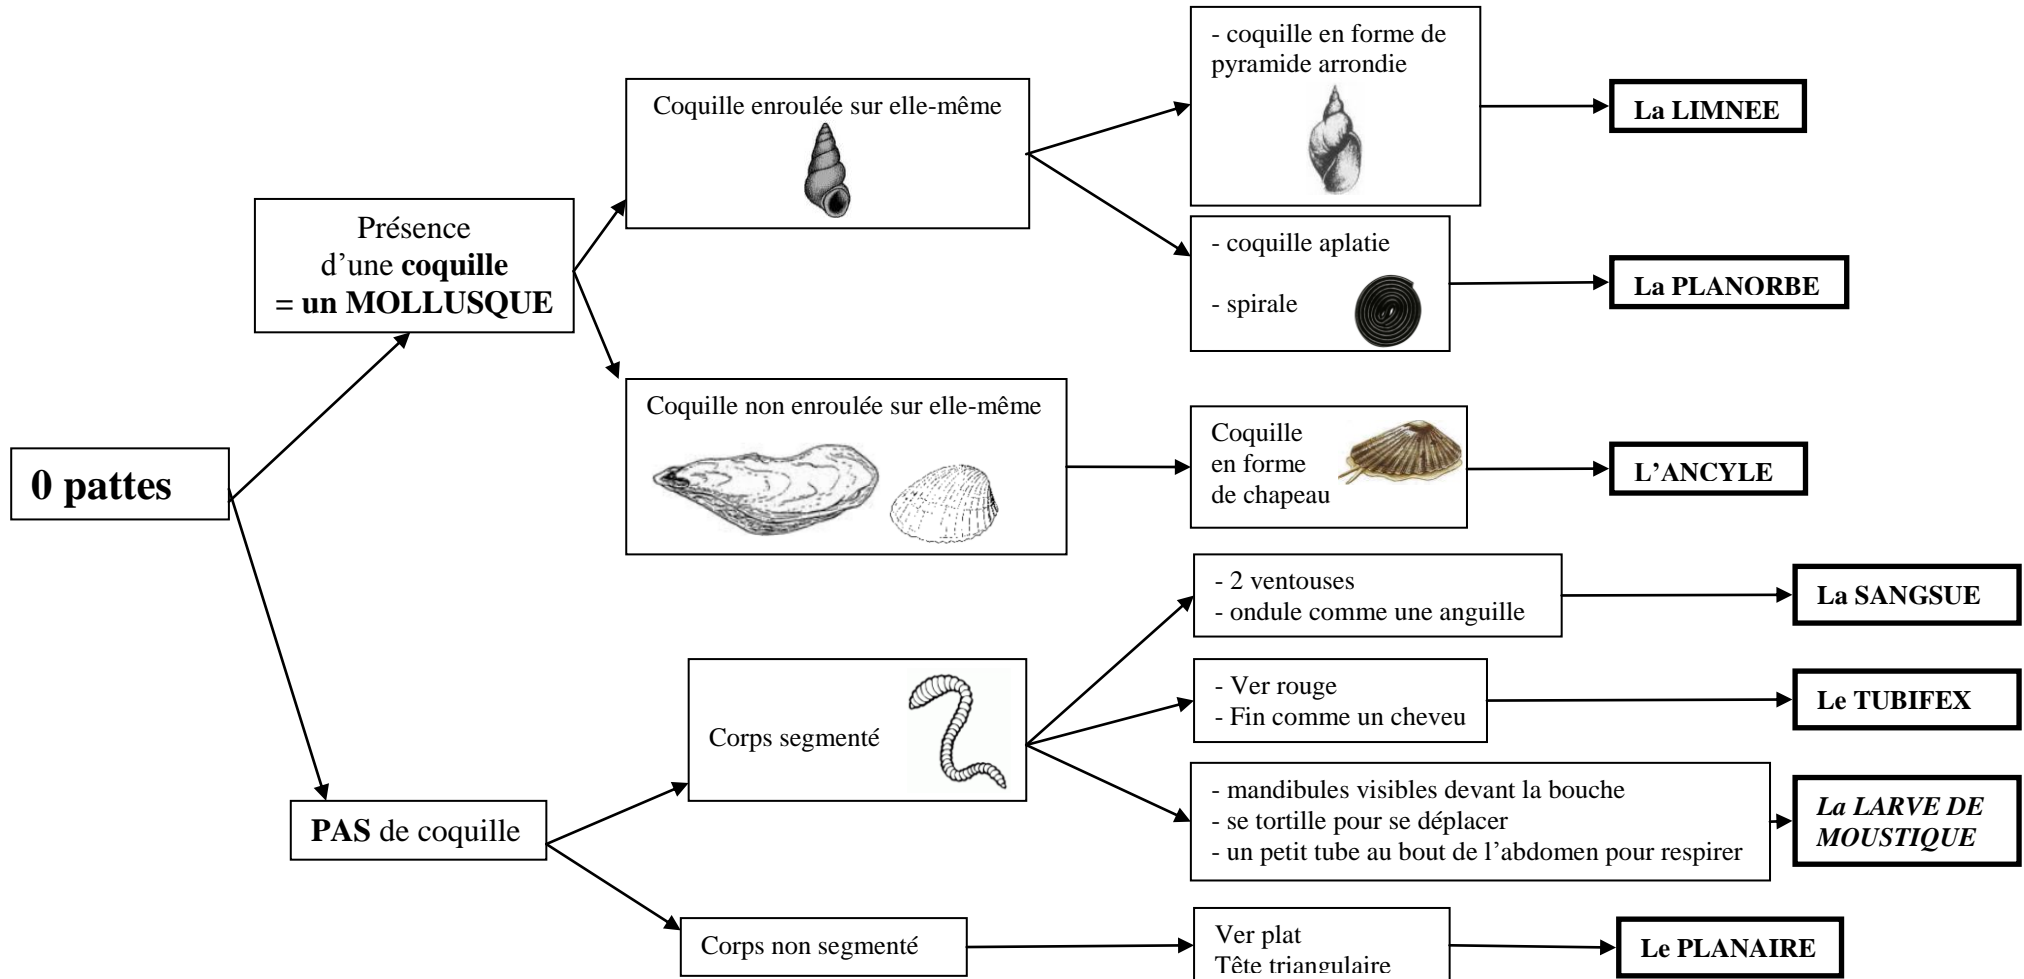 0 pattes
Présence
d’une coquille
= un MOLLUSQUE
PAS de coquille
Coquille enroulée sur elle-même
Coquille non enroulée sur elle-même
Corps segmenté
Corps non segmenté
- coquille en forme de
pyramide arrondie
La LIMNEE
- coquille aplatie
- spirale
La PLANORBE
Coquille
en forme
de chapeau
L’ANCYLE
- 2 ventouses
- ondule comme une anguille
La SANGSUE
- Ver rouge
- Fin comme un cheveu
Le TUBIFEX
- mandibules visibles devant la bouche
- se tortille pour se déplacer
- un petit tube au bout de l’abdomen pour respirer
La LARVE DE
MOUSTIQUE
Ver plat
Tête triangulaire
Le PLANAIRE